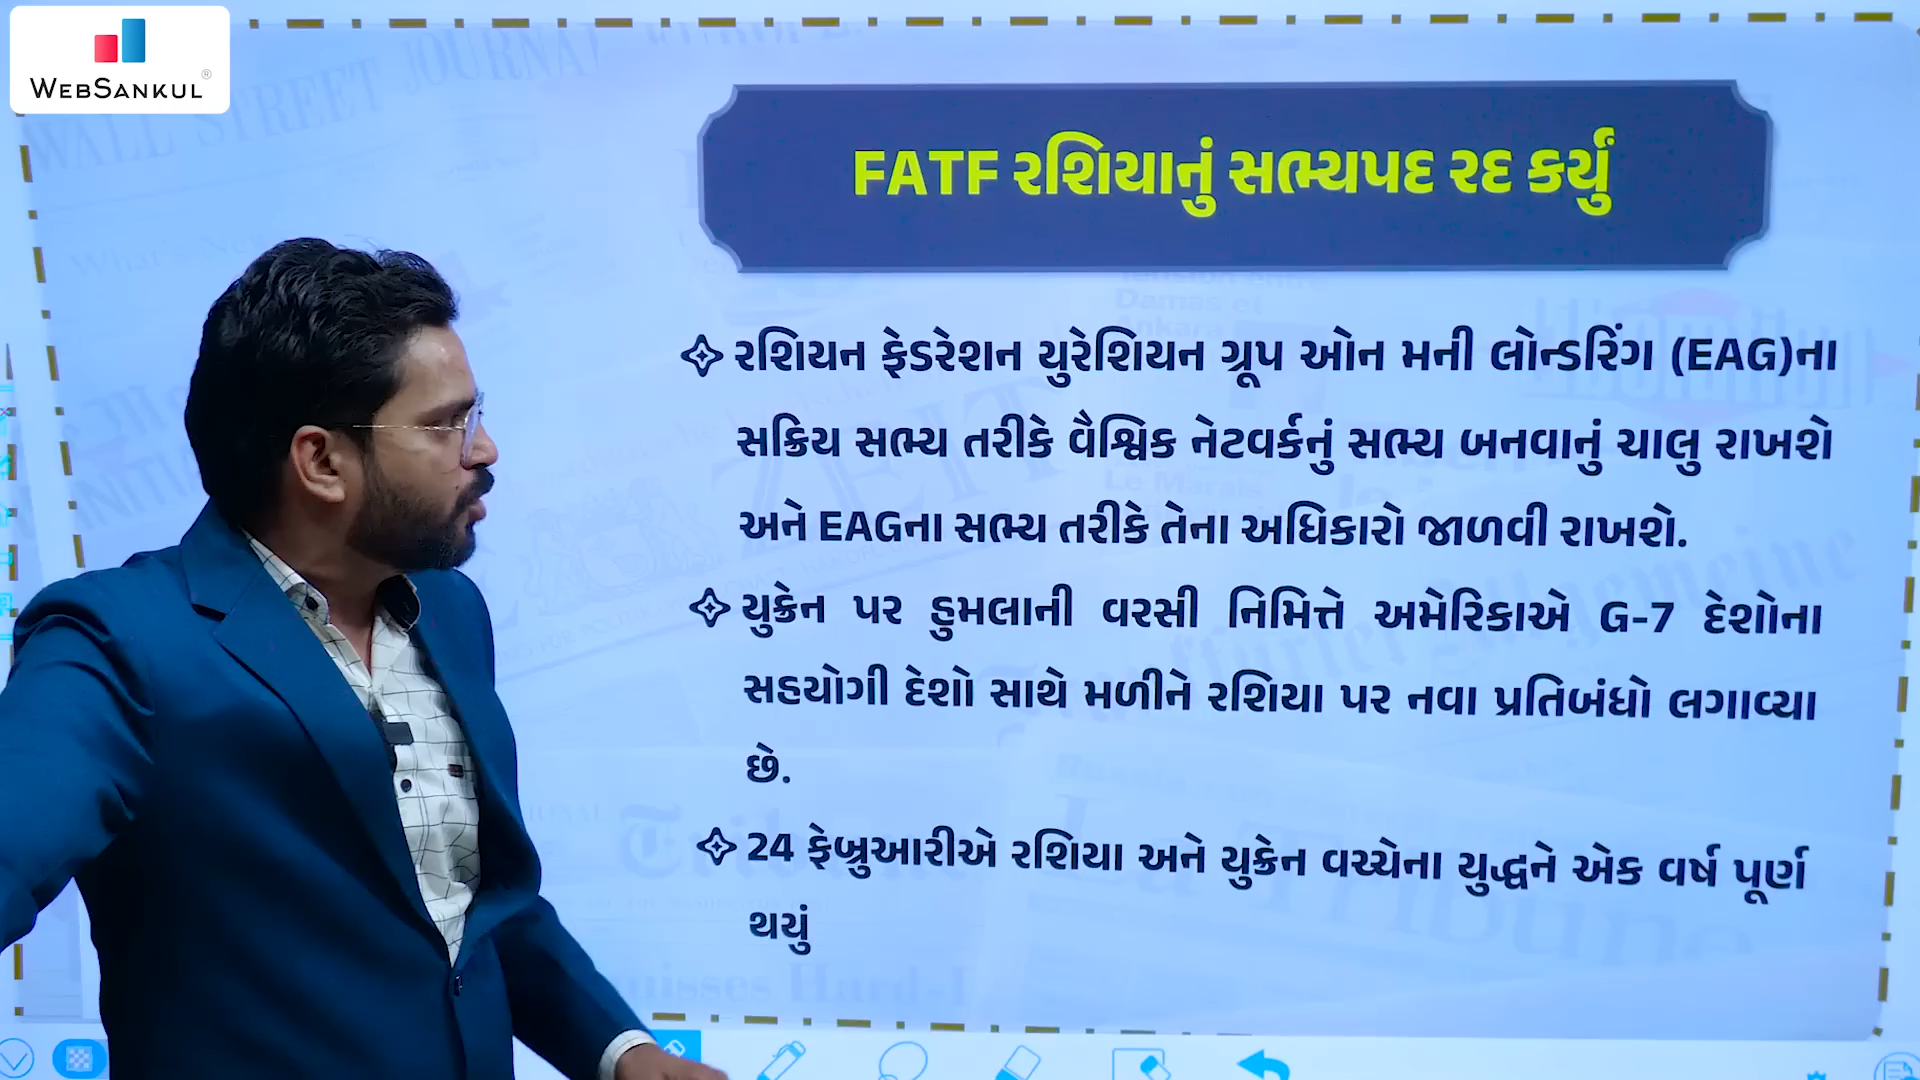 WEBSANKUL®
FATF રશિયાનું સભ્યપદ રદ કર્યું
રશિયન ફેડરેશન યુરેશિયન ગ્રૂપ ઓન મની લોન્ડરિંગ (EAG)ના
સક્રિય સભ્ય તરીકે વૈશ્વિક નેટવર્કનું સભ્ય બનવાનું ચાલુ રાખશે
અને EAGના સભ્ય તરીકે તેના અધિકારો જાળવી રાખશે.
યુક્રેન પર હુમલાની વરસી નિમિત્તે અમેરિકાએ G-7 દેશોના
સહયોગી દેશો સાથે મળીને રશિયા પર નવા પ્રતિબંધો લગાવ્યા
છે.
24 ફેબ્રુઆરીએ રશિયા અને યુક્રેન વચ્ચેના યુદ્ધને એક વર્ષ પૂર્ણ
થયું